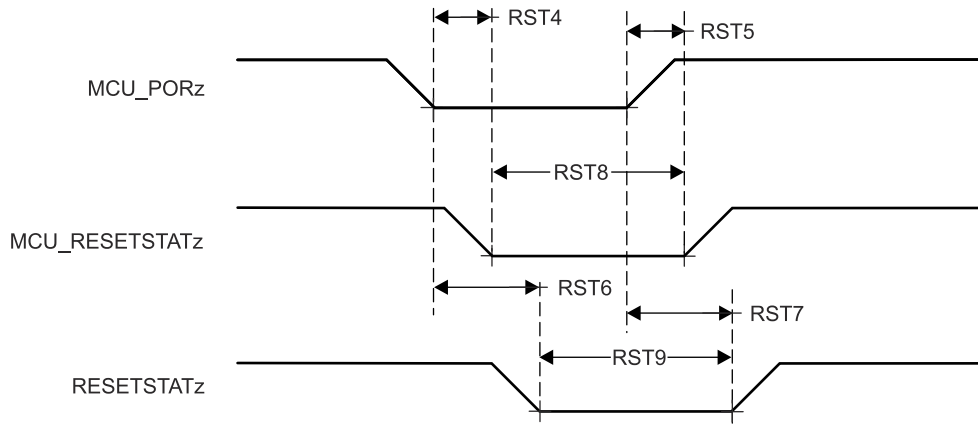 RST4
RST5
MCU_PORz
RST8
MCU_RESETSTATz
RST6
RST7
RST9
RESETSTATz